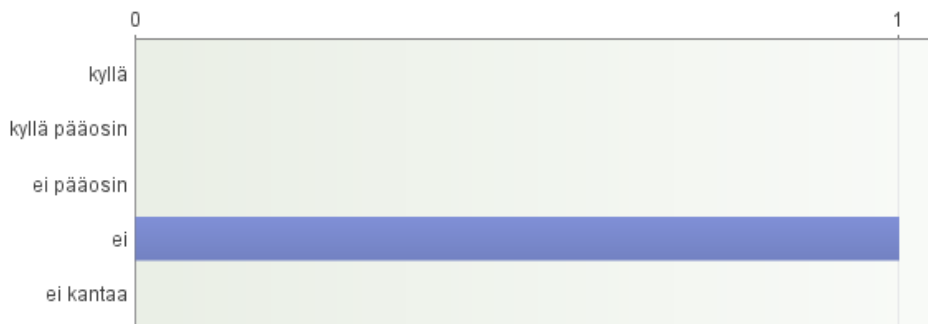 0 1
kyllä
kyllä pääosin
ei pääosin
ei
ei kantaa